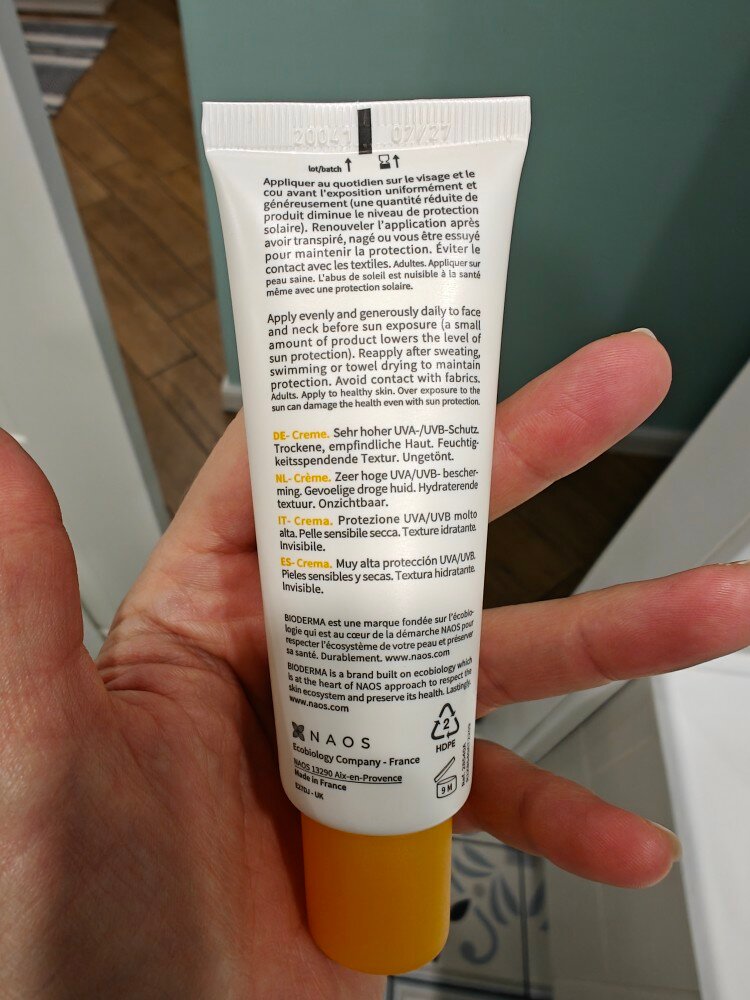 20041 07/27
lot/batch
Appliquer au quotidien sur le visage et le
cou avant l'exposition uniformément et
généreusement (une quantité réduite de
produit diminue le niveau de protection
solaire). Renouveler l'application après
avoir transpiré, nagé ou vous être essuyé
pour maintenir la protection. Éviter le
contact avec les textiles. Adultes. Appliquer sur
peau saine. L'abus de soleil est nuisible à la santé
même avec une protection solaire.
Apply evenly and generously daily to face
and neck before sun exposure (a small
amount of product lowers the level of
sun protection). Reapply after sweating,
swimming or towel drying to maintain
protection. Avoid contact with fabrics.
Adults. Apply to healthy skin. Over exposure to the
sun can damage the health even with sun protection.
DE- Creme. Sehr hoher UVA-/UVB-Schutz.
Trockene, empfindliche Haut. Feuchtig-
keitsspendende Textur. Ungetönt.
NL- Crème. Zeer hoge UVA/UVB- bescher-
ming. Gevoelige droge huid. Hydraterende
textuur. Onzichtbaar.
IT- Crema. Protezione UVA/UVB molto
alta. Pelle sensibile secca. Texture idratante.
Invisibile.
ES- Crema. Muy alta protección UVA/UVB.
Pieles sensibles y secas. Textura hidratante.
Invisible.
BIODERMA est une marque fondée sur l'écobio-
logie qui est au cœur de la démarche NAOS pour
respecter l'écosystème de votre peau et préserver
sa santé. Durablement. www.naos.com
BIODERMA is a brand built on ecobiology which
is at the heart of NAOS approach to respect the
skin ecosystem and preserve its health. Lastingly.
www.naos.com
NAOS
Ecobiology Company - France
NAOS 13290 Aix-en-Provence
Made in France
EXTDJ - UK
2
HDPE
9 M